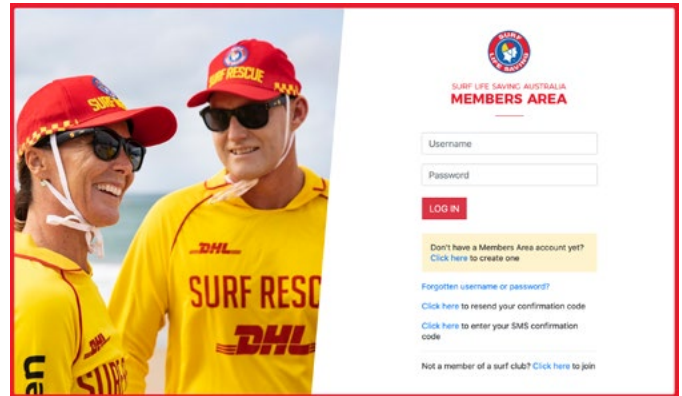 SURF RESCUE
SURF
DHL
SURF RESC
DHL
en
SURF
SURF
LIFE SAVING
SURF LIFE SAVING AUSTRALIA
MEMBERS AREA
Username
Password
LOG IN
Don't have a Members Area account yet?
Click here to create one
Forgotten username or password?
Click here to resend your confirmation code
Click here to enter your SMS confirmation
code
Not a member of a surf club? Click here to join